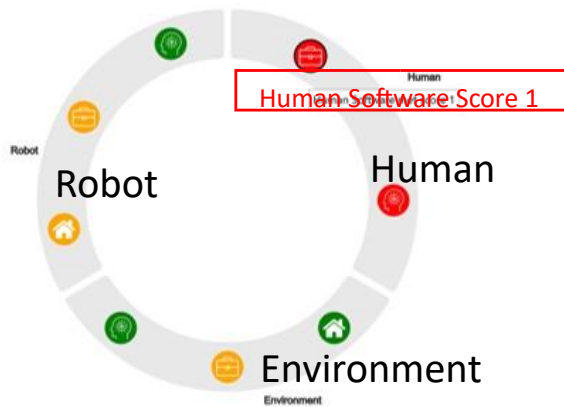 Human
Human Software Score 1
Human
Robot
Robot
Environment
Environment